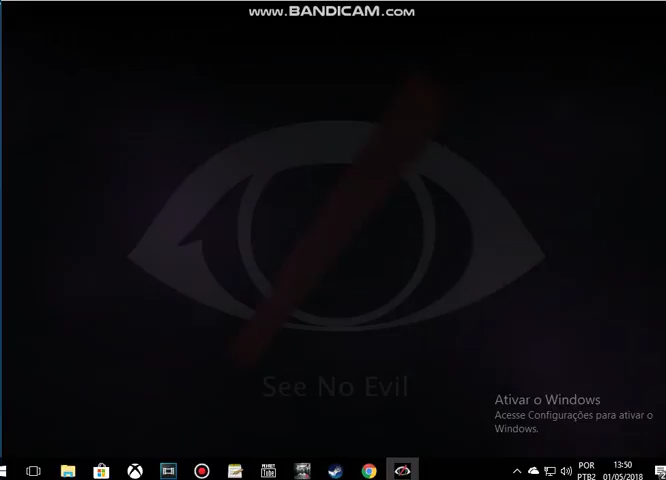 www.BANDICAM.com
See No Evil
Ativar o Windows
Acesse Configurações para ativar o
Windows.
POR
PTB2
13:50
01/05/2018